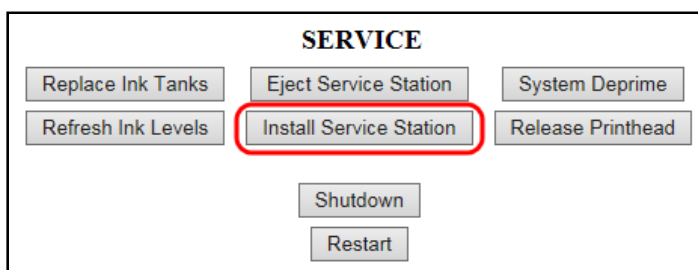 SERVICE
Replace Ink Tanks Eject Service Station System Deprime
Refresh Ink Levels Install Service Station Release Printhead
Shutdown
Restart